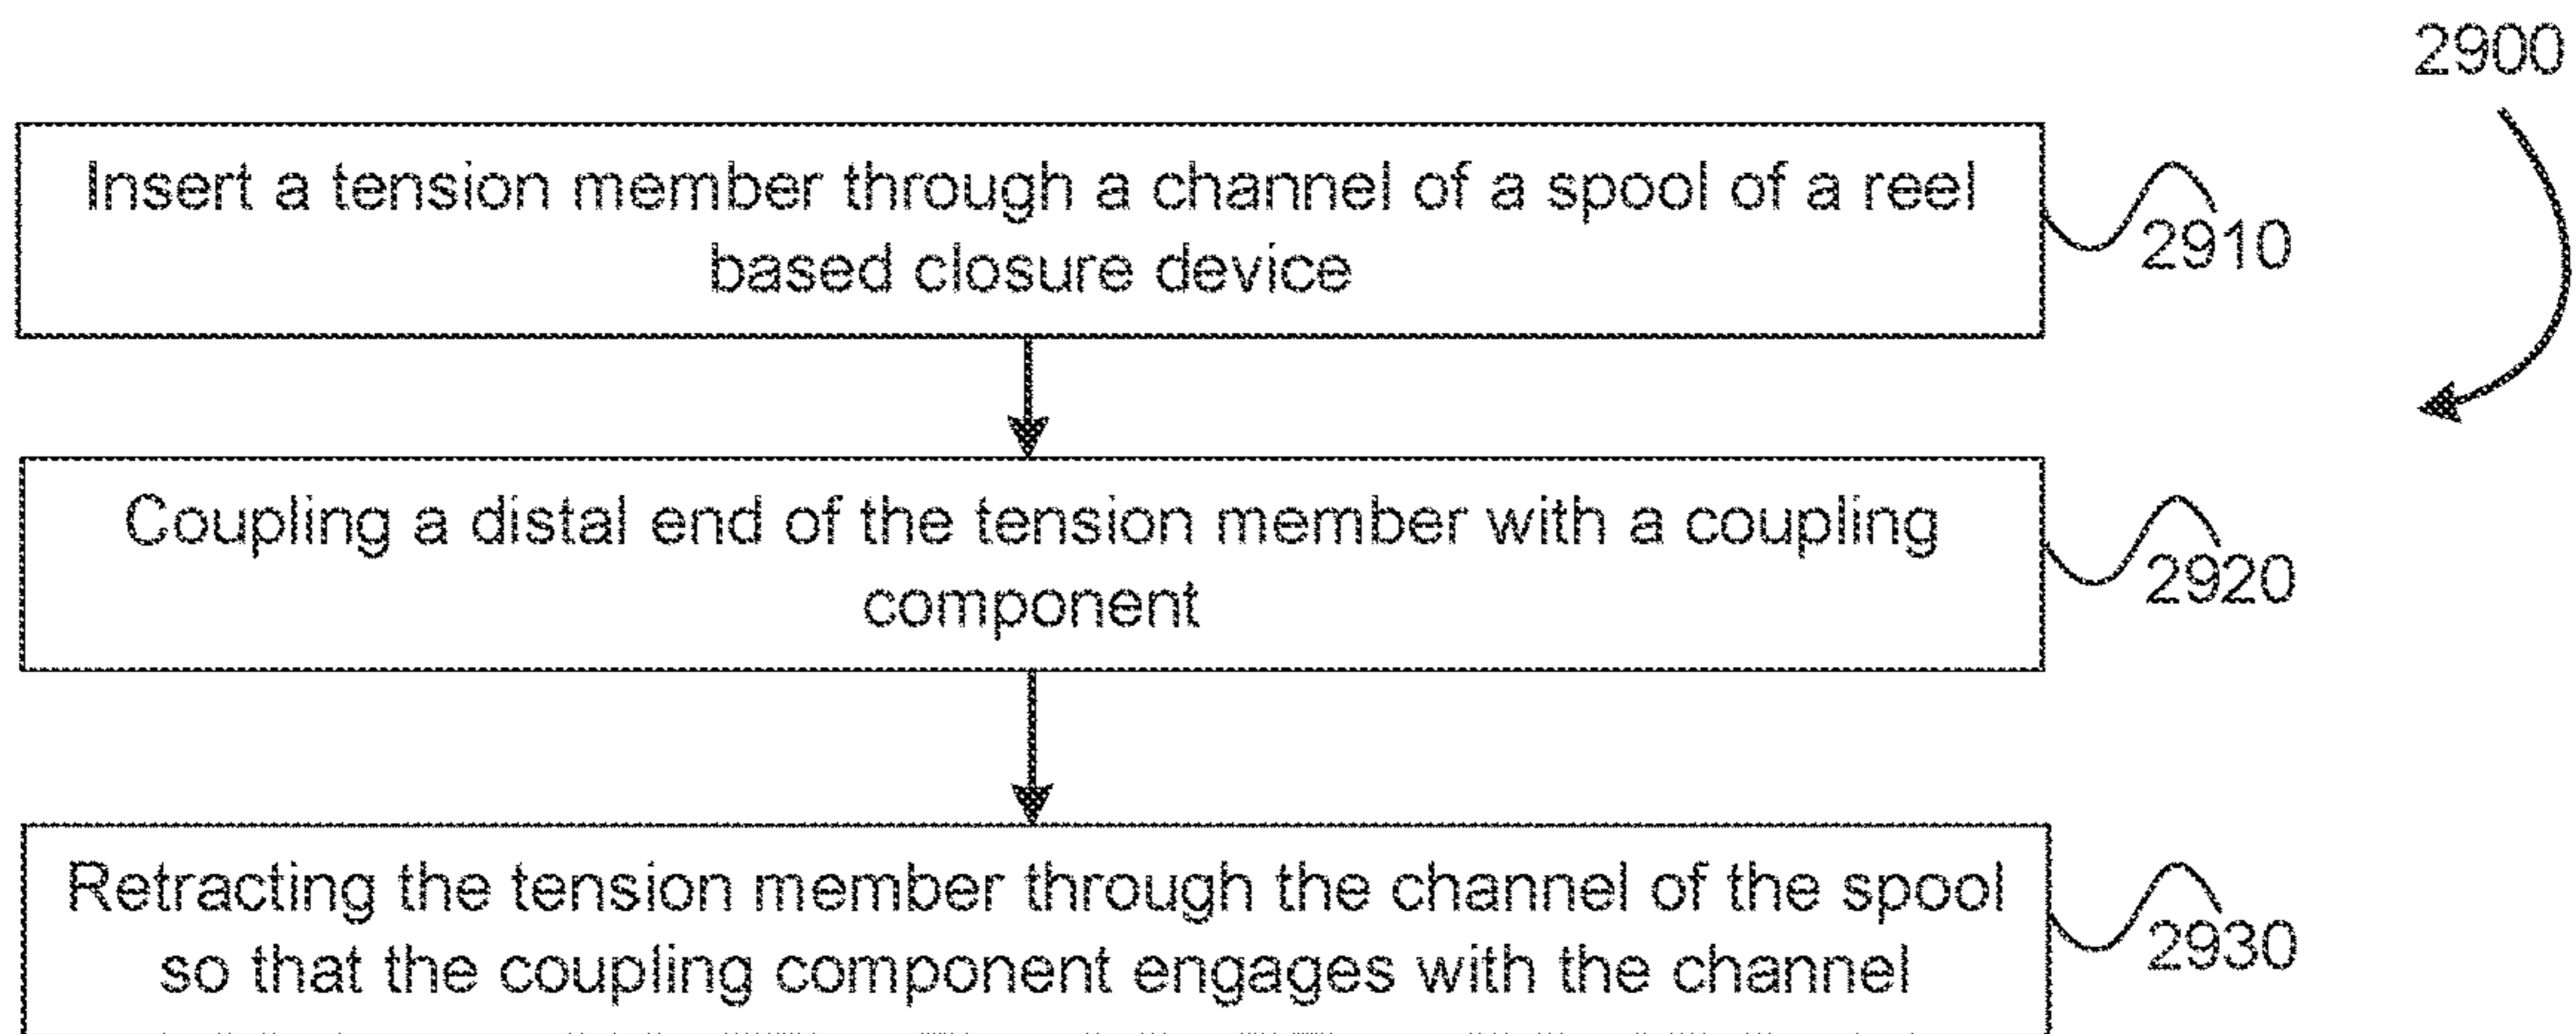 2900
Insert a tension member through a channel of a spool of a reel
based closure device
2910
Coupling a distal end of the tension member with a coupling
component
2920
Retracting the tension member through the channel of the spool
so that the coupling component engages with the channel
2930